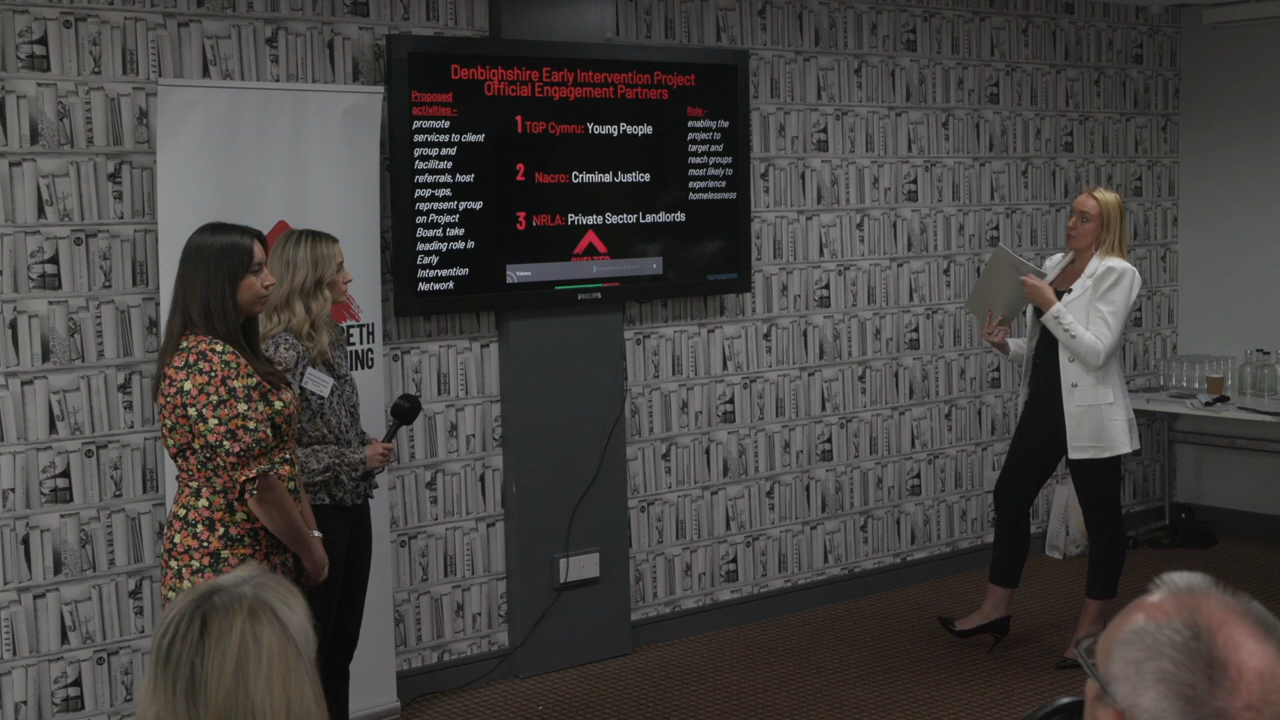 Denbighshire Early Intervention Project
Official Engagement Partners
Proposed
activities –
promote
services to client
group and
facilitate
referrals, host
pop-ups,
represent group
on Project
Board, take
leading role in
Early
Intervention
Network
1 TGP Cymru: Young People
2 Nacro: Criminal Justice
3 NRLA: Private Sector Landlords
SHELTER
Role –
enabling the
project to
target and
reach groups
most likely to
experience
homelessness
Volume
PHILIPS
ETH
ING